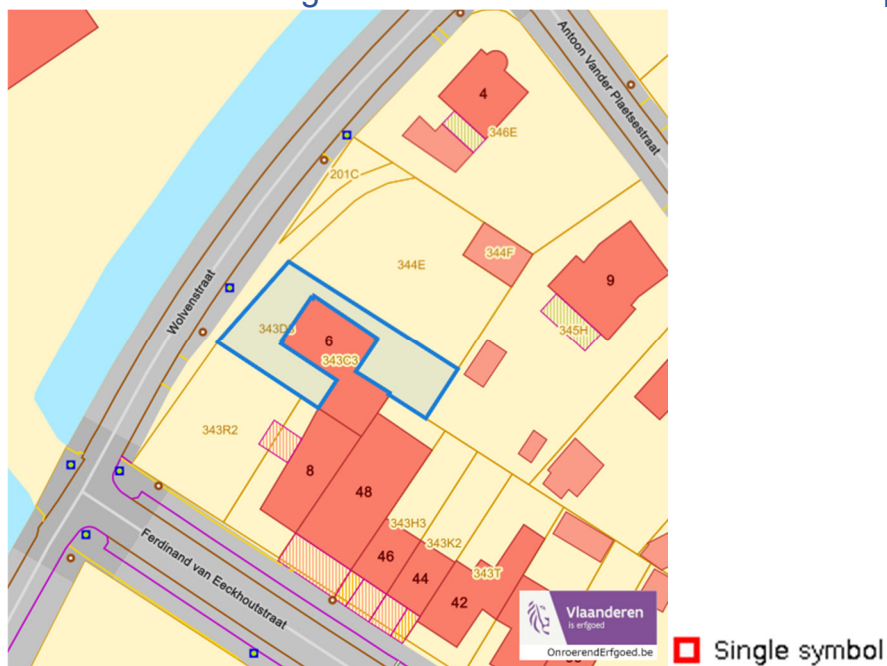 g
Antoon Vander Plaetsestraat
4
346E
201C
344E
344F
9
345H
Wolvenstraat
6
343C3
343R2
8
48
343H3
46
343K2
44
343T
42
Ferdinand van Eeckhoutstraat
Vlaanderen
is erfgoed
OnroerendErfgoed.be
Single symbol